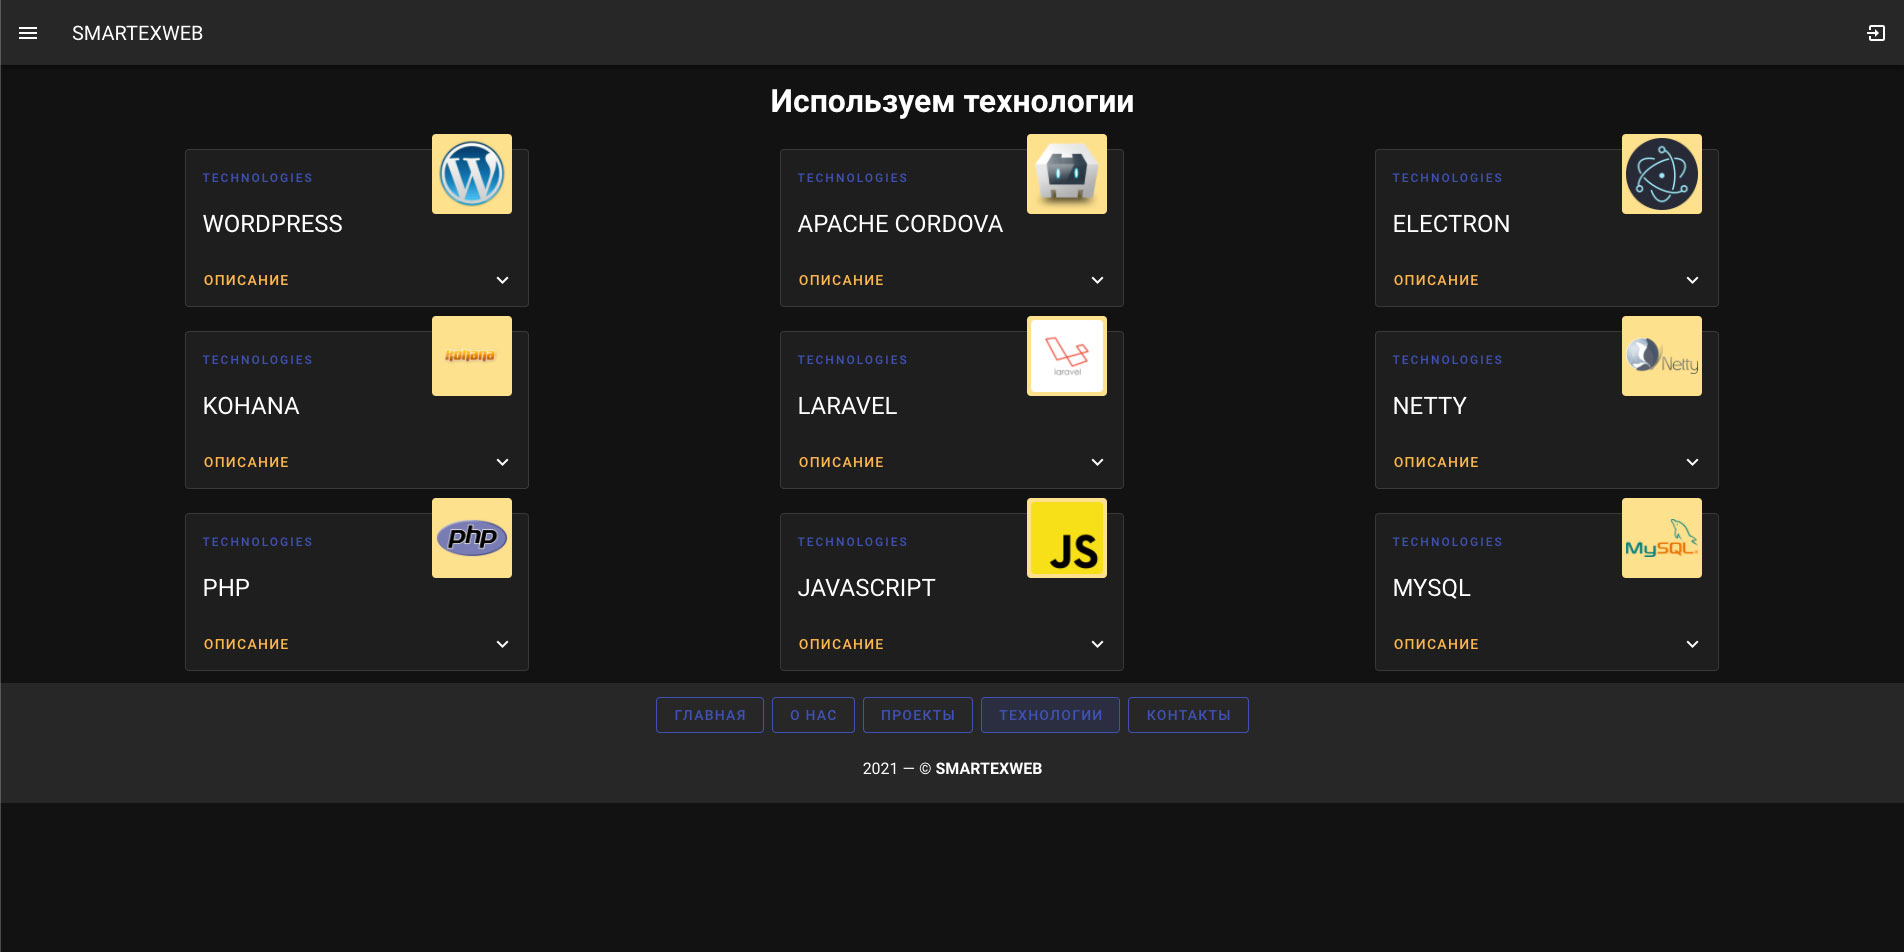 SMARTEXWEB
Используем технологии
TECHNOLOGIES
WORDPRESS
ОПИСАНИЕ
TECHNOLOGIES
APACHE CORDOVA
ОПИСАНИЕ
TECHNOLOGIES
ELECTRON
ОПИСАНИЕ
TECHNOLOGIES
kohana
KOHANA
ОПИСАНИЕ
TECHNOLOGIES
laravel
LARAVEL
ОПИСАНИЕ
TECHNOLOGIES
Netty
NETTY
ОПИСАНИЕ
TECHNOLOGIES
php
PHP
ОПИСАНИЕ
TECHNOLOGIES
JS
JAVASCRIPT
ОПИСАНИЕ
TECHNOLOGIES
MySQL
MYSQL
ОПИСАНИЕ
ГЛАВНАЯ О НАС ПРОЕКТЫ ТЕХНОЛОГИИ КОНТАКТЫ
2021 — © SMARTEXWEB